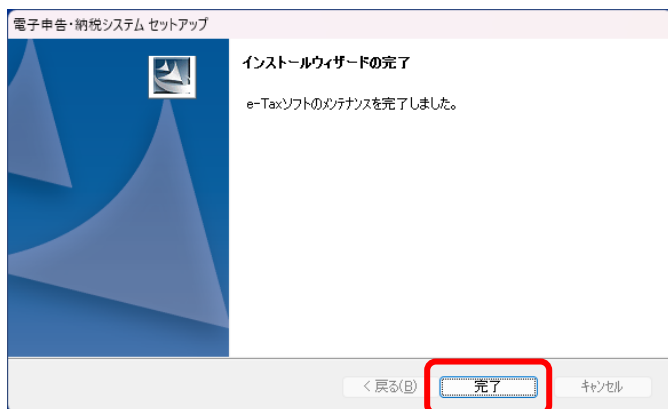 電子申告・納税システム セットアップ
インストールウィザードの完了
e-Taxソフトのメンテナンスを完了しました。
< 戻る(B)
完了
キャンセル